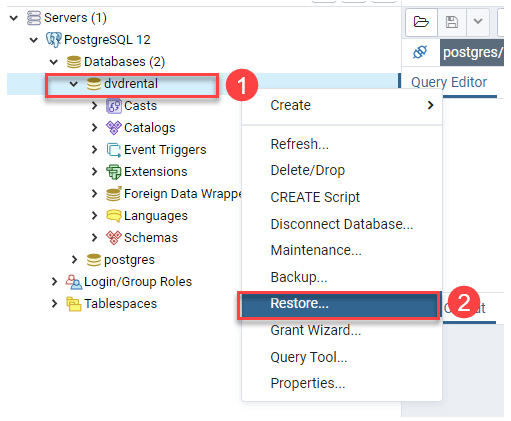 Servers (1)
PostgreSQL 12
Databases (2)
dvdrental
1
Casts
Catalogs
Event Triggers
Extensions
Foreign Data Wrappe
Languages
Schemas
postgres
Login/Group Roles
Tablespaces
Create
Refresh...
Delete/Drop
CREATE Script
Disconnect Database...
Maintenance...
Backup...
Restore...
2
Grant Wizard...
Query Tool...
Properties...
postgres/
Query Editor